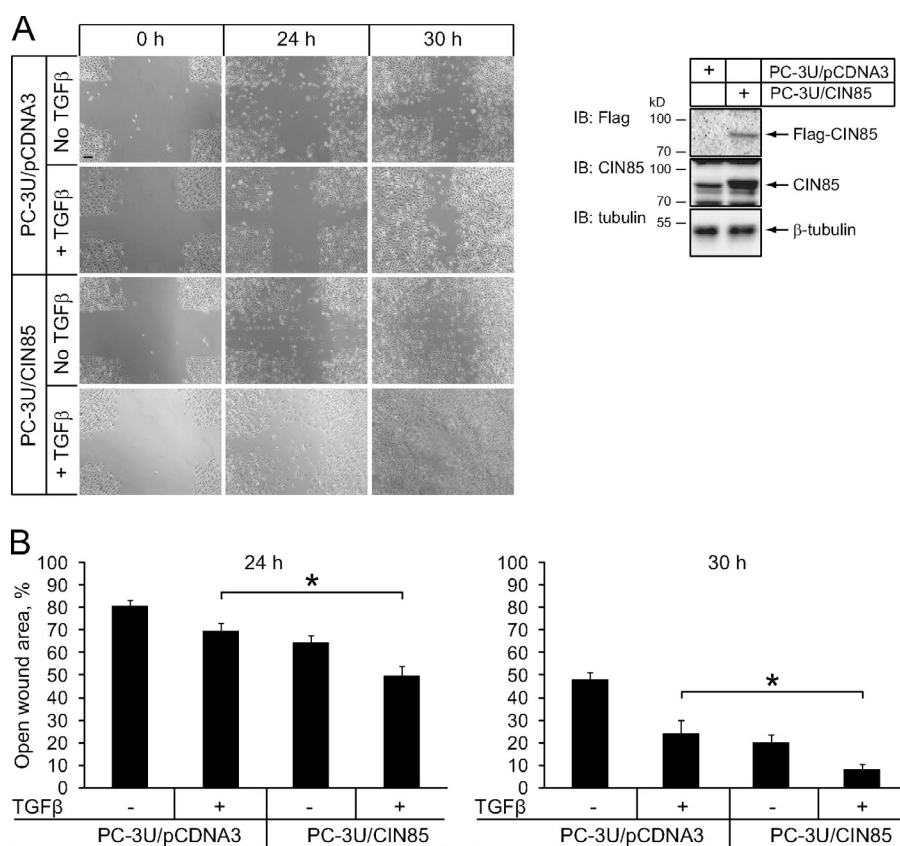 A
0 h 24 h 30 h
PC-3U/pCDNA3
No TGFβ
+ TGFβ
PC-3U/CIN85
No TGFβ
+ TGFβ
+ PC-3U/pCDNA3
+ PC-3U/CIN85
kD
IB: Flag 100 Flag-CIN85
70
IB: CIN85 100 CIN85
70
IB: tubulin 55 β-tubulin
B
24 h
*
Open wound area, %
100
90
80
70
60
50
40
30
20
10
0
TGFβ - + - +
PC-3U/pCDNA3 PC-3U/CIN85
30 h
*
100
90
80
70
60
50
40
30
20
10
0
- + - +
PC-3U/pCDNA3 PC-3U/CIN85